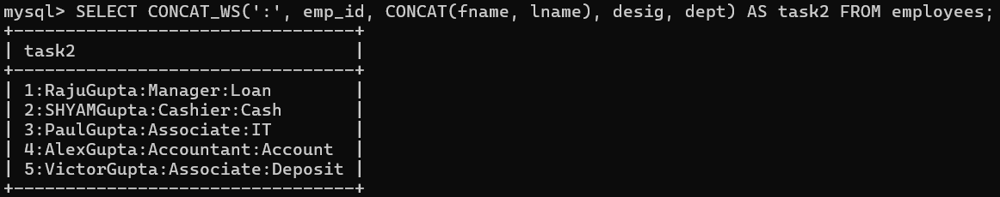 mysql> SELECT CONCAT_WS(':', emp_id, CONCAT(fname, lname), desig, dept) AS task2 FROM employees;
+---------------------------------+
| task2                           |
+---------------------------------+
| 1:RajuGupta:Manager:Loan        |
| 2:SHYAMGupta:Cashier:Cash       |
| 3:PaulGupta:Associate:IT        |
| 4:AlexGupta:Accountant:Account  |
| 5:VictorGupta:Associate:Deposit |
+---------------------------------+